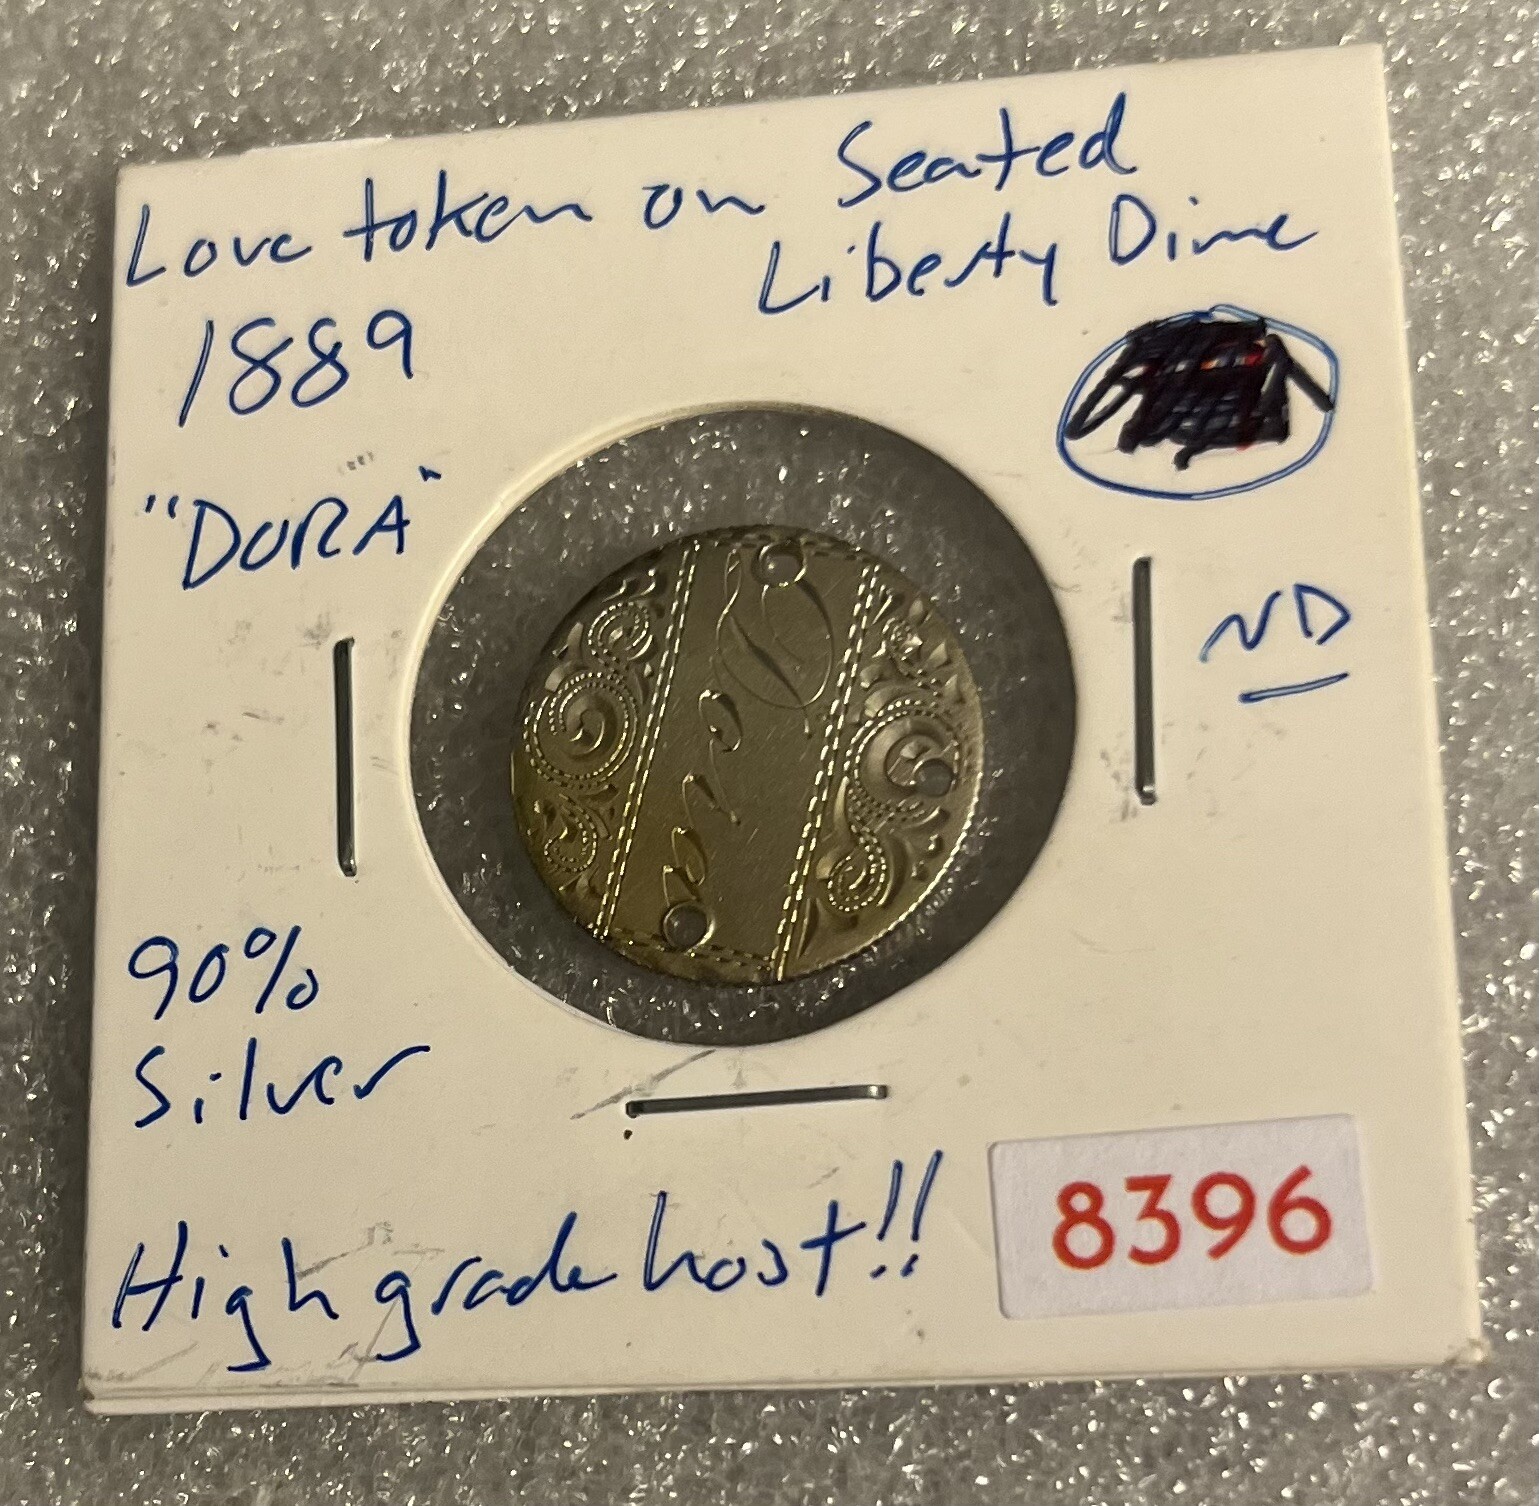 Love token on Seated
Liberty Dime
1889
"DORA"
ND
Dora
90%
Silver
High grade host!!
8396